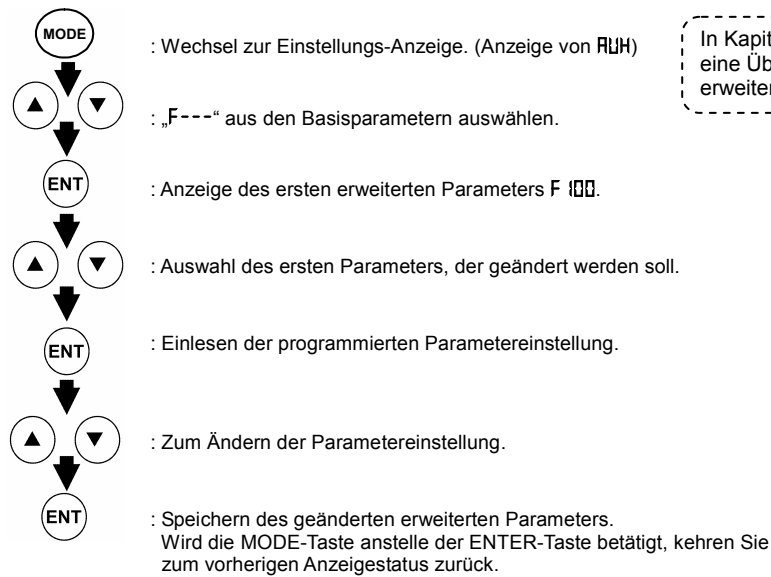 MODE
: Wechsel zur Einstellungs-Anzeige. (Anzeige von AUH)
In Kapit
eine Üb
erweiter
: „F---“ aus den Basisparametern auswählen.
ENT
: Anzeige des ersten erweiterten Parameters F 100.
: Auswahl des ersten Parameters, der geändert werden soll.
ENT
: Einlesen der programmierten Parametereinstellung.
: Zum Ändern der Parametereinstellung.
ENT
: Speichern des geänderten erweiterten Parameters.
Wird die MODE-Taste anstelle der ENTER-Taste betätigt, kehren Sie
zum vorherigen Anzeigestatus zurück.